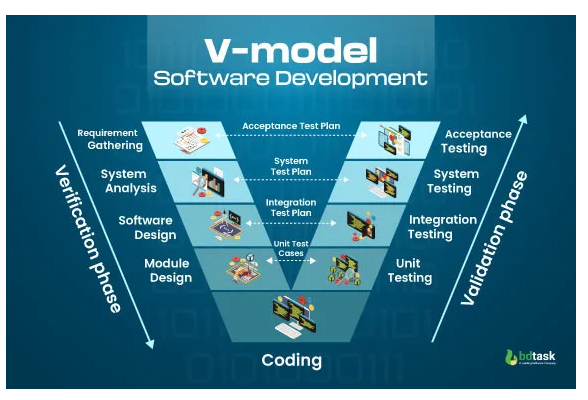 V-model
Software Development
Acceptance Test Plan
Requirement
Gathering
Acceptance
Testing
System
Test Plan
System
Analysis
System
Testing
Integration
Test Plan
Software
Design
Integration
Testing
Unit Test
Cases
Module
Design
Unit
Testing
Verification phase
Validation phase
Coding
bdtask